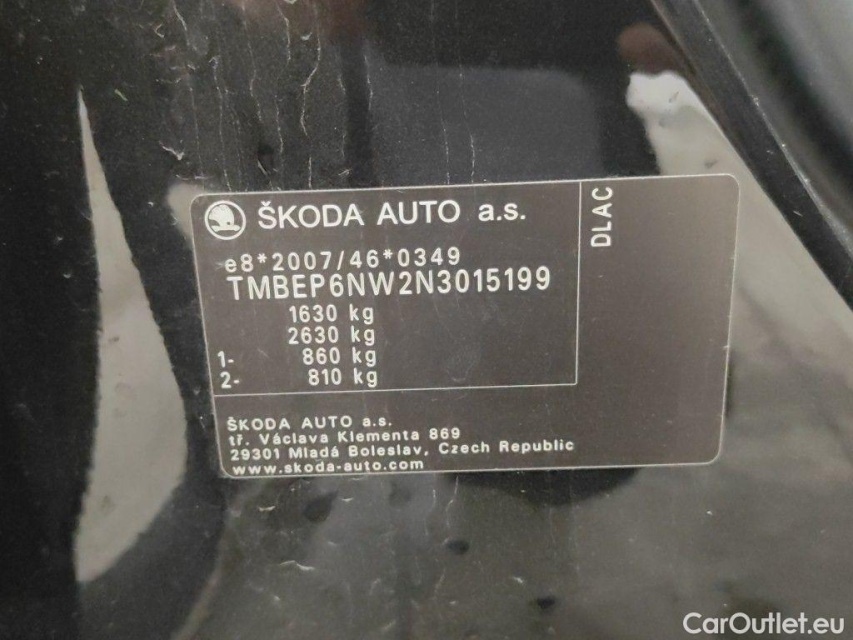 ŠKODA AUTO a.s.
DLAC
e8*2007/46*0349
TMBEP6NW2N3015199
1630 kg
2630 kg
1- 860 kg
2- 810 kg
ŠKODA AUTO a.s.
tř. Václava Klementa 869
29301 Mladá Boleslav, Czech Republic
www.skoda-auto.com
CarOutlet.eu